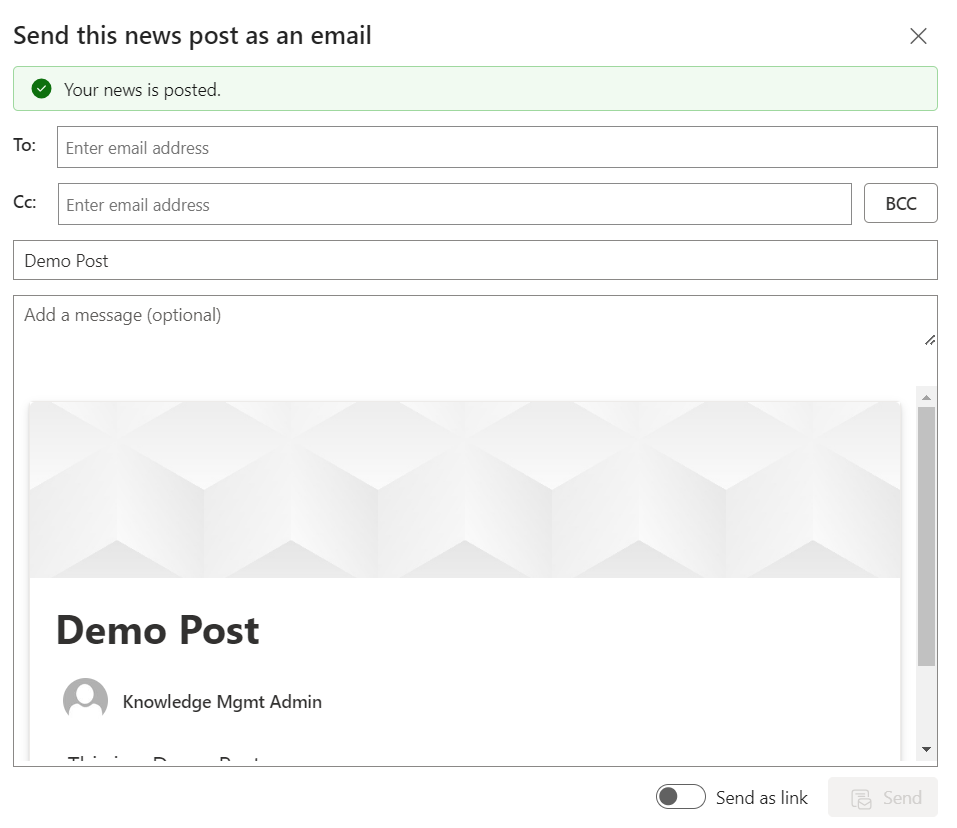 Send this news post as an email
Your news is posted.
To:
Enter email address
Cc:
Enter email address
BCC
Demo Post
Add a message (optional)
Demo Post
Knowledge Mgmt Admin
Send as link
Send